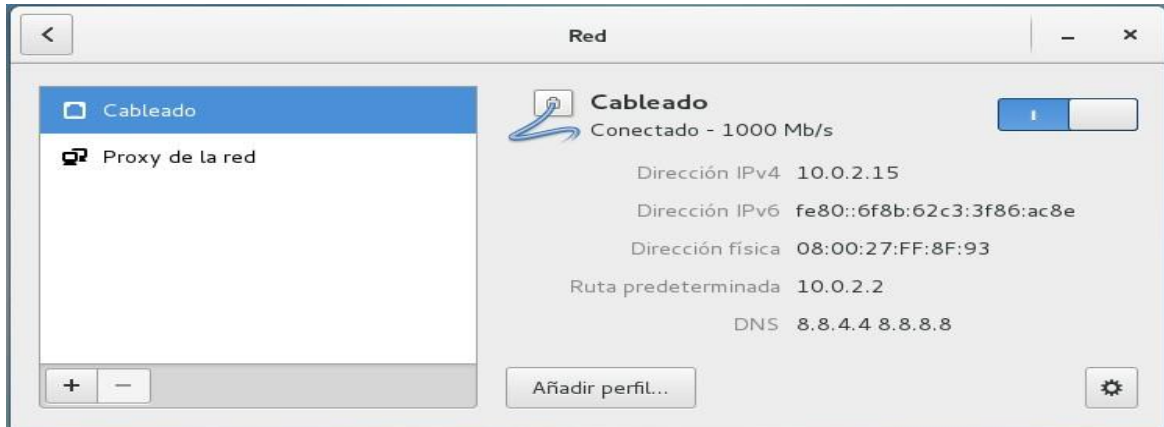 Red
Cableado
Proxy de la red
Cableado
Conectado - 1000 Mb/s
Dirección IPv4 10.0.2.15
Dirección IPv6 fe80::6f8b:62c3:3f86:ac8e
Dirección física 08:00:27:FF:8F:93
Ruta predeterminada 10.0.2.2
DNS 8.8.4.4 8.8.8.8
Añadir perfil...